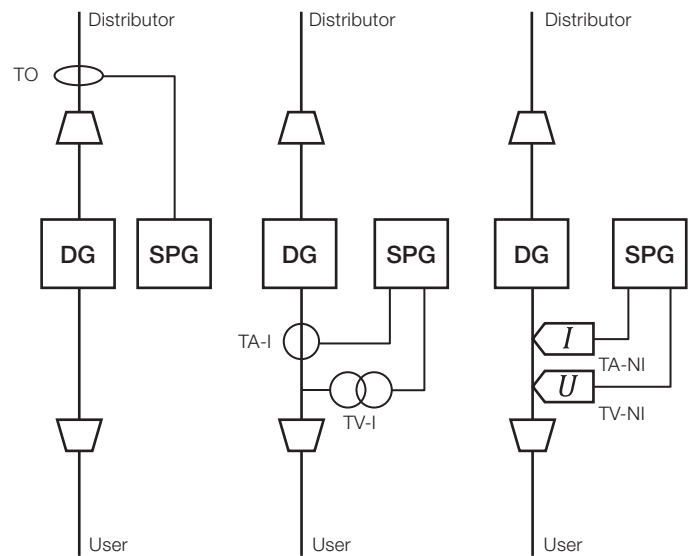 Distributor
TO
DG
SPG
User
Distributor
DG
SPG
TA-I
TV-I
User
Distributor
DG
SPG
I
TA-NI
U
TV-NI
User